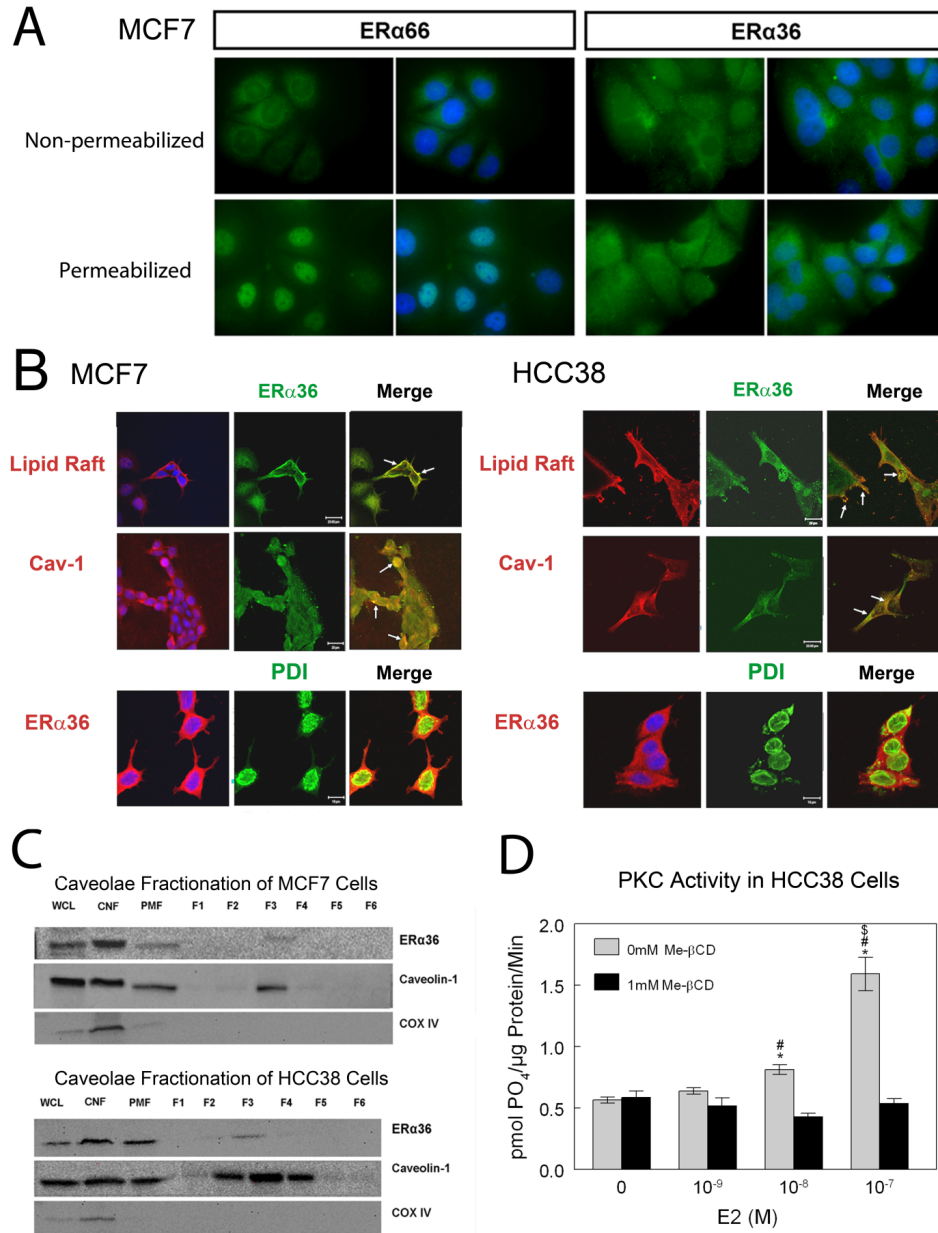 A
MCF7
ERα66
ERα36
Non-permeabilized
Permeabilized
B
MCF7
HCC38
ERα36
Merge
ERα36
Merge
Lipid Raft
Lipid Raft
Cav-1
Cav-1
PDI
Merge
PDI
Merge
ERα36
ERα36
C
Caveolae Fractionation of MCF7 Cells
WCL CNF PMF F1 F2 F3 F4 F5 F6
ERα36
Caveolin-1
COX IV
Caveolae Fractionation of HCC38 Cells
WCL CNF PMF F1 F2 F3 F4 F5 F6
ERα36
Caveolin-1
COX IV
D
PKC Activity in HCC38 Cells
pmol PO4/µg Protein/Min
2.0
1.5
1.0
0.5
0.0
0mM Me-βCD
1mM Me-βCD
#
*
$
#
*
0 10-9 10-8 10-7
E2 (M)